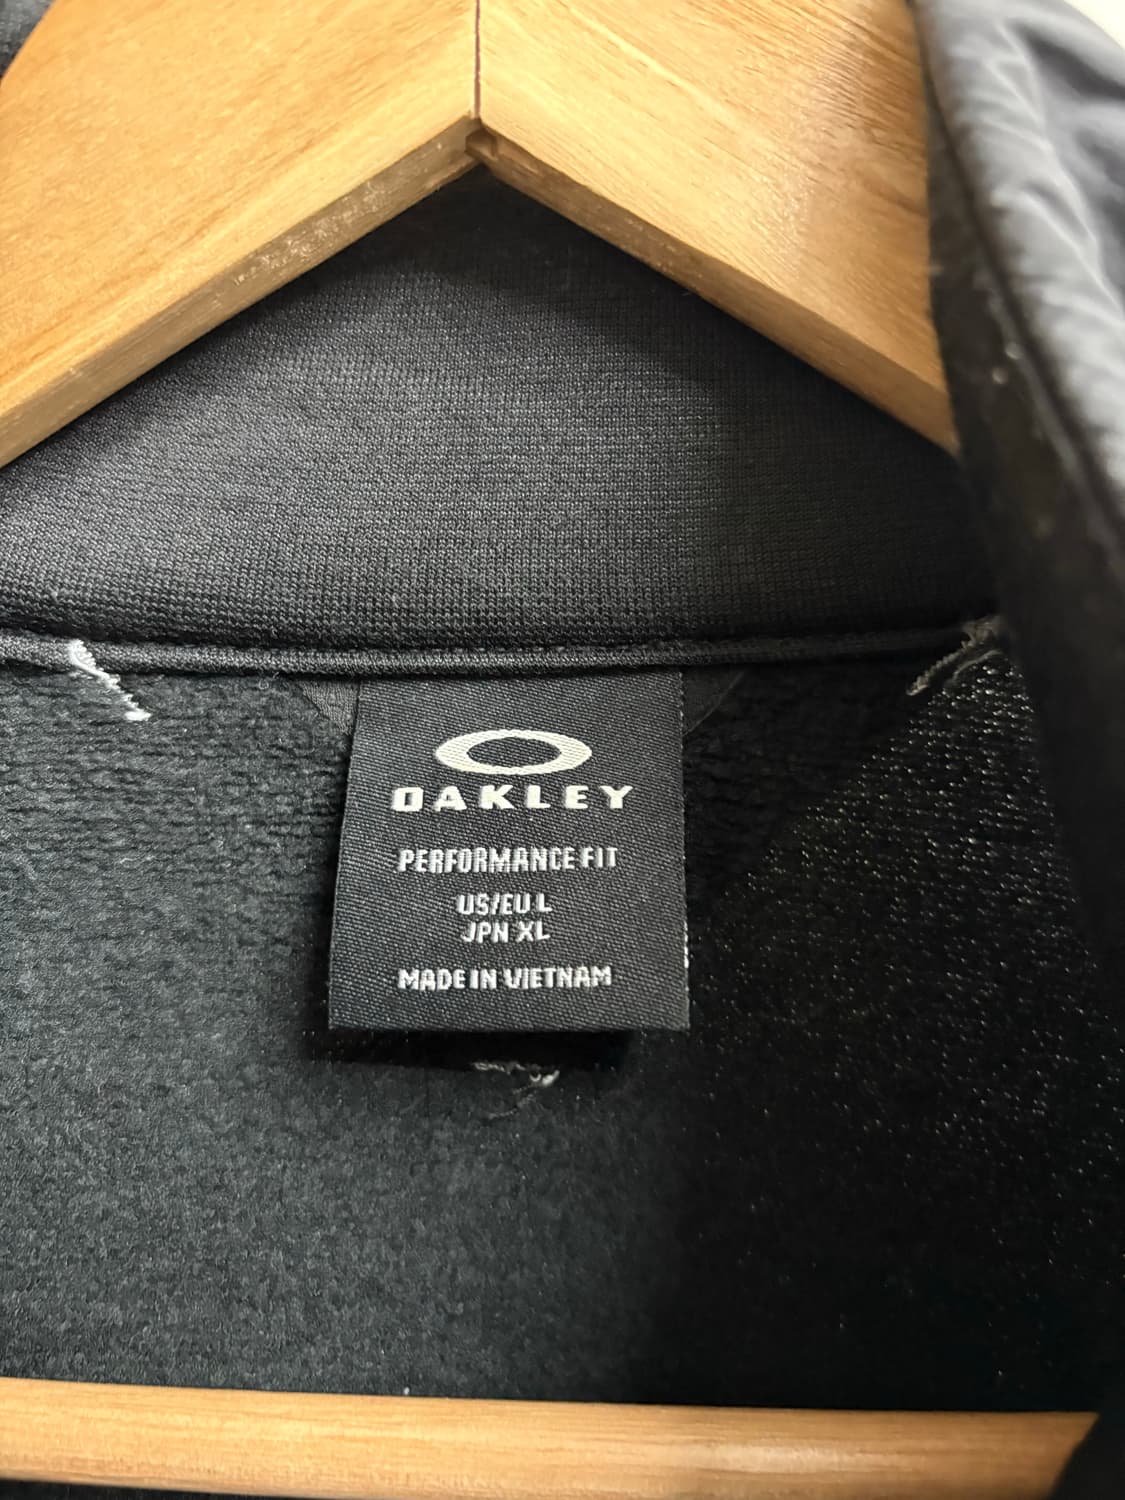 OAKLEY
PERFORMANCE FIT
US/EU L
JPN XL
MADE IN VIETNAM